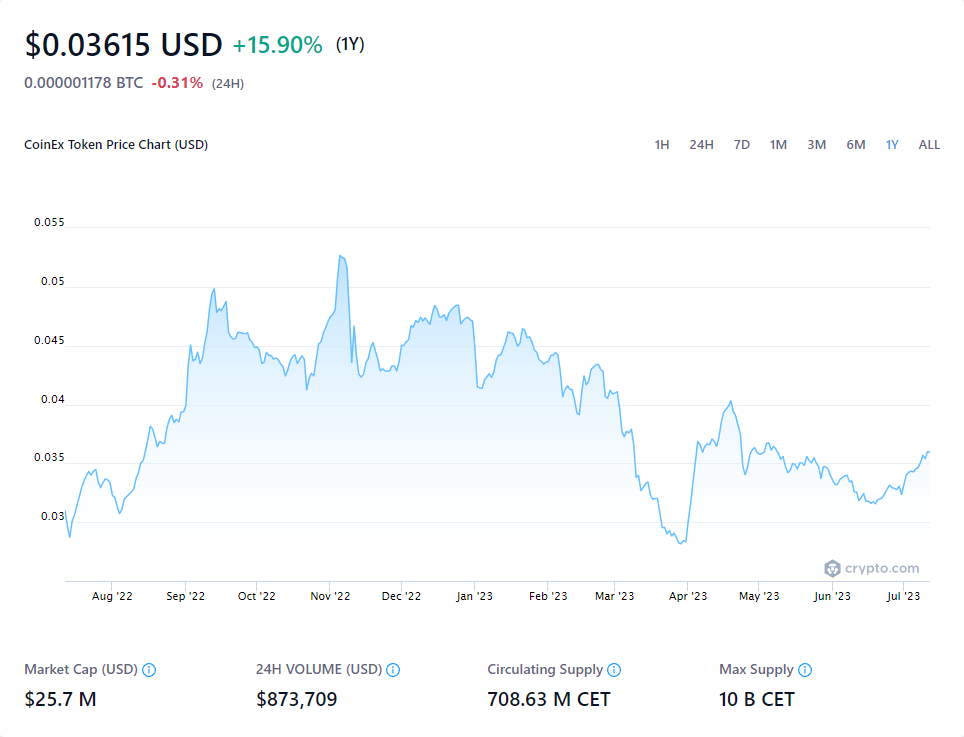 $0.03615 USD +15.90% (1Y)
0.000001178 BTC -0.31% (24H)
CoinEx Token Price Chart (USD) 1H 24H 7D 1M 3M 6M 1Y ALL
0.055
0.05
0.045
0.04
0.035
0.03
crypto.com
Aug '22 Sep '22 Oct '22 Nov '22 Dec '22 Jan '23 Feb '23 Mar '23 Apr '23 May '23 Jun '23 Jul '23
Market Cap (USD) 24H VOLUME (USD) Circulating Supply Max Supply
$25.7 M $873,709 708.63 M CET 10 B CET